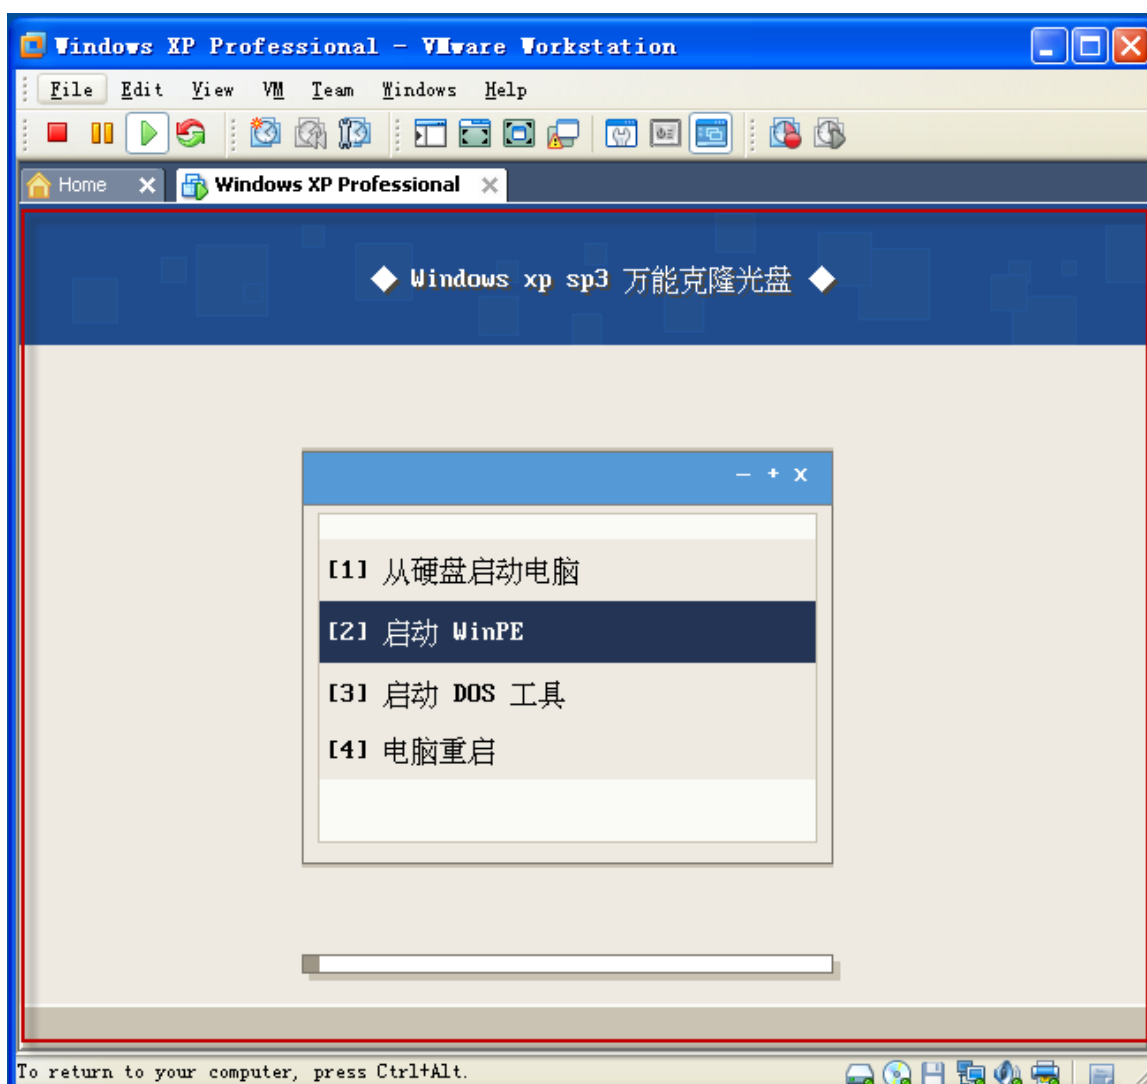 Windows XP Professional - VMware Workstation
File Edit View VM Team Windows Help
Home Windows XP Professional
◆ Windows xp sp3 万能克隆光盘 ◆
[1] 从硬盘启动电脑
[2] 启动 WinPE
[3] 启动 DOS 工具
[4] 电脑重启
To return to your computer, press Ctrl+Alt.